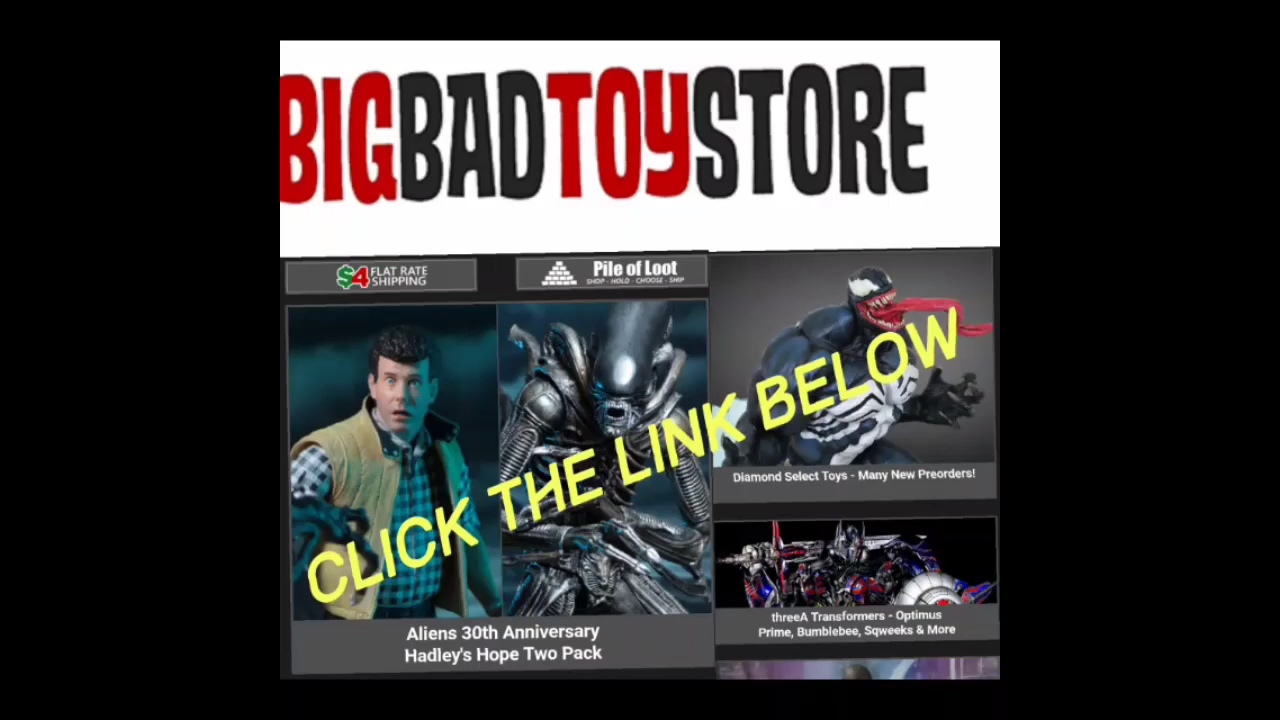 BIGBADTOYSTORE
$4 FLAT RATE
SHIPPING
Pile of Loot
SHOP - HOLD - CHOOSE - SHIP
CLICK THE LINK BELOW
Aliens 30th Anniversary
Hadley's Hope Two Pack
Diamond Select Toys - Many New Preorders!
threeA Transformers - Optimus
Prime, Bumblebee, Sqweeks & More